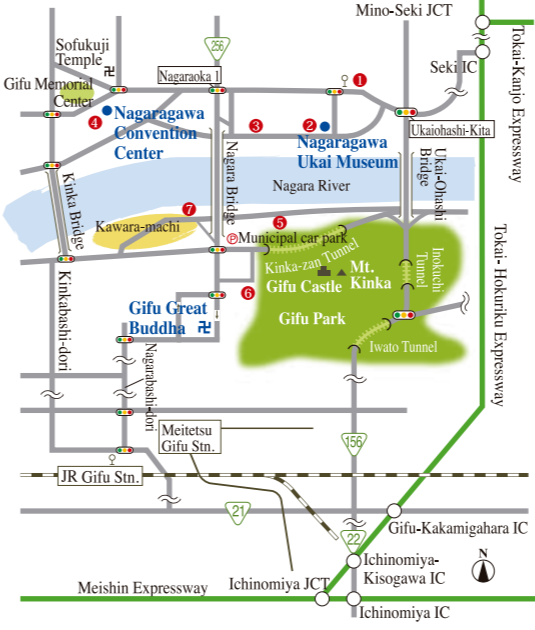 Mino-Seki JCT
Sofukuji
Temple
卍
256
Nagaraoka 1
Seki IC
Tokai-Kanjo Expressway
Gifu Memorial
Center
1
4
Nagaragawa
Convention
Center
3
2
Nagaragawa
Ukai Museum
Ukaiohashi-Kita
Nagara Bridge
Ukai-Ohashi
Bridge
Nagara River
Kinka Bridge
7
Kawara-machi
5
P Municipal car park
Kinka-zan Tunnel
Inokuchi
Tunnel
Tokai- Hokuriku Expressway
Gifu Castle
Mt.
Kinka
6
Gifu Great
Buddha 卍
Gifu Park
Kinkabashi-dori
Iwato Tunnel
Nagarabashi-dori
Meitetsu
Gifu Stn.
156
JR Gifu Stn.
21
Gifu-Kakamigahara IC
22
N
Ichinomiya-
Kisogawa IC
Meishin Expressway
Ichinomiya JCT
Ichinomiya IC